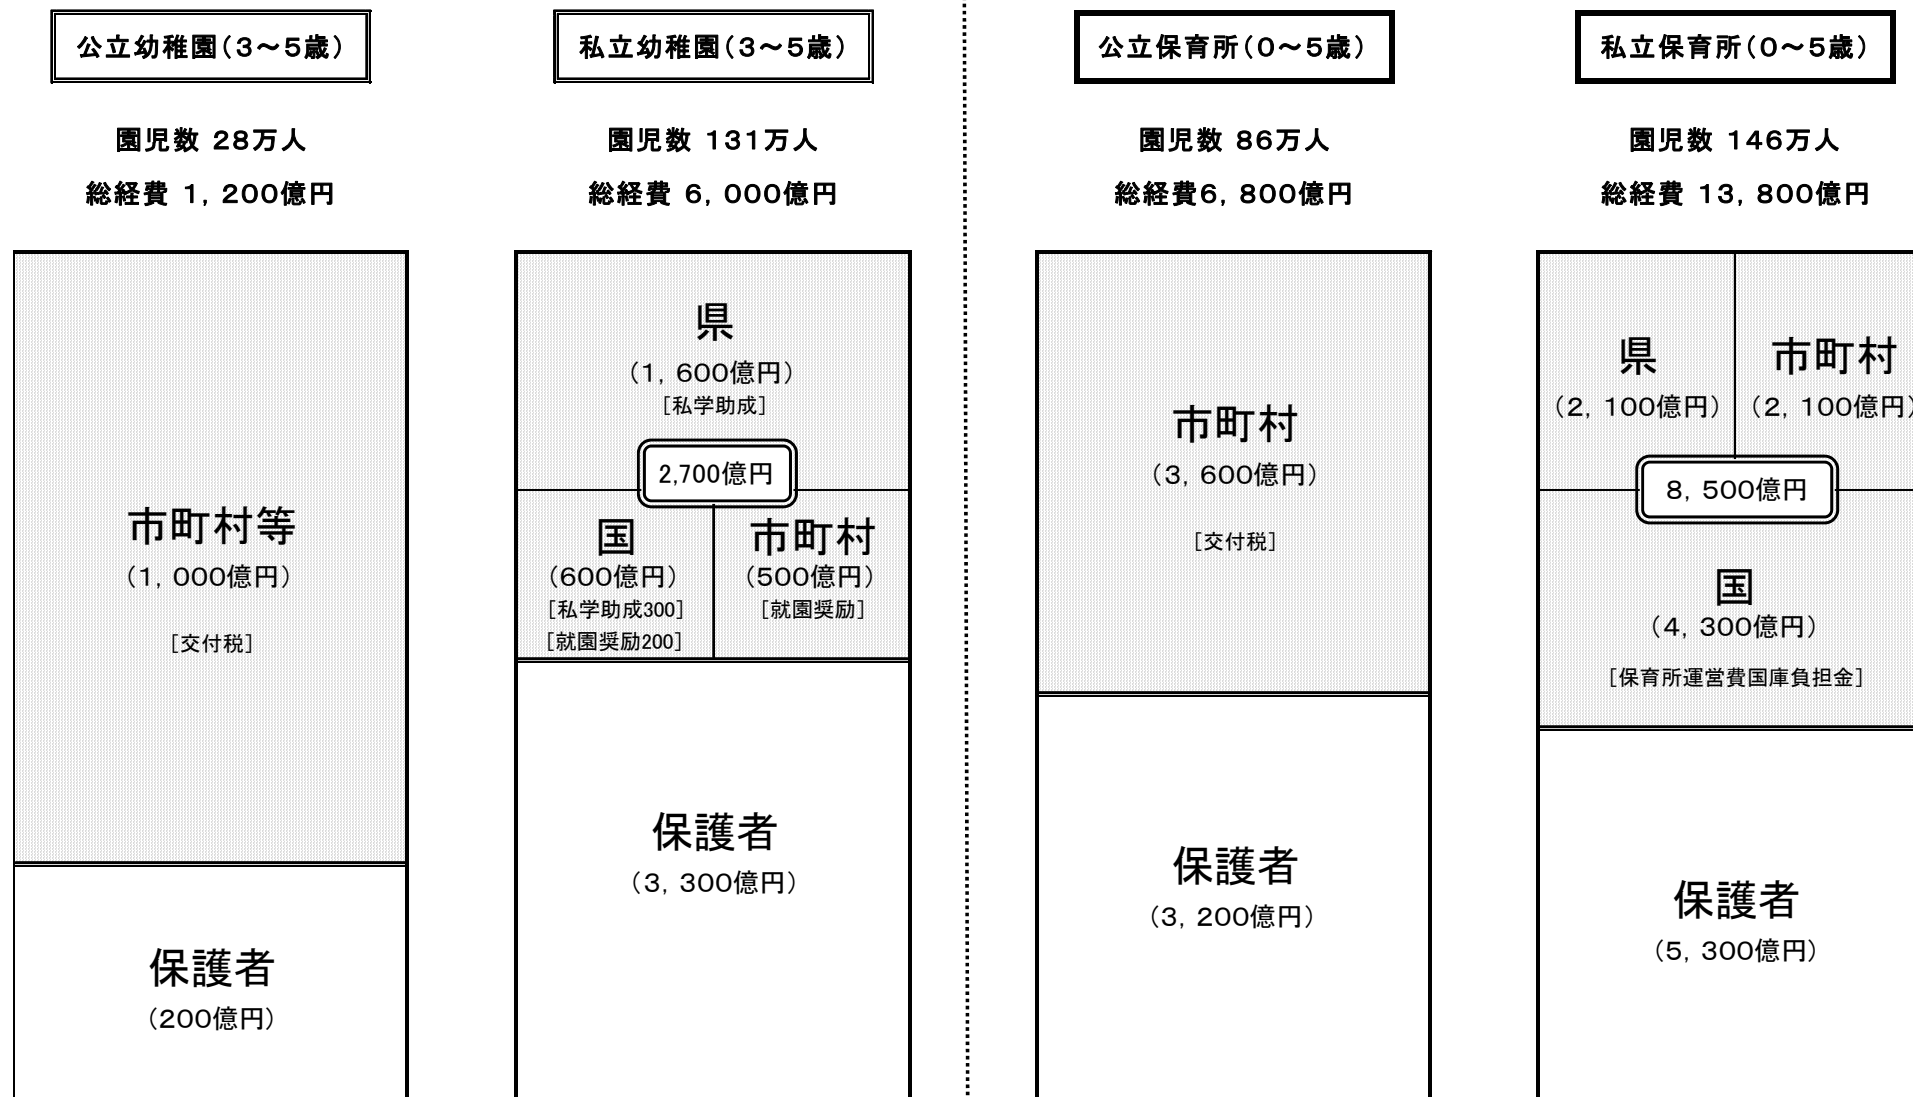 公立幼稚園(3～5歳)
園児数 28万人
総経費 1,200億円
市町村等
(1,000億円)
[交付税]
保護者
(200億円)
私立幼稚園(3～5歳)
園児数 131万人
総経費 6,000億円
県
(1,600億円)
[私学助成]
2,700億円
国
(600億円)
[私学助成300]
[就園奨励200]
市町村
(500億円)
[就園奨励]
保護者
(3,300億円)
公立保育所(0～5歳)
園児数 86万人
総経費6,800億円
市町村
(3,600億円)
[交付税]
保護者
(3,200億円)
私立保育所(0～5歳)
園児数 146万人
総経費 13,800億円
県
(2,100億円)
市町村
(2,100億円)
8,500億円
国
(4,300億円)
[保育所運営費国庫負担金]
保護者
(5,300億円)